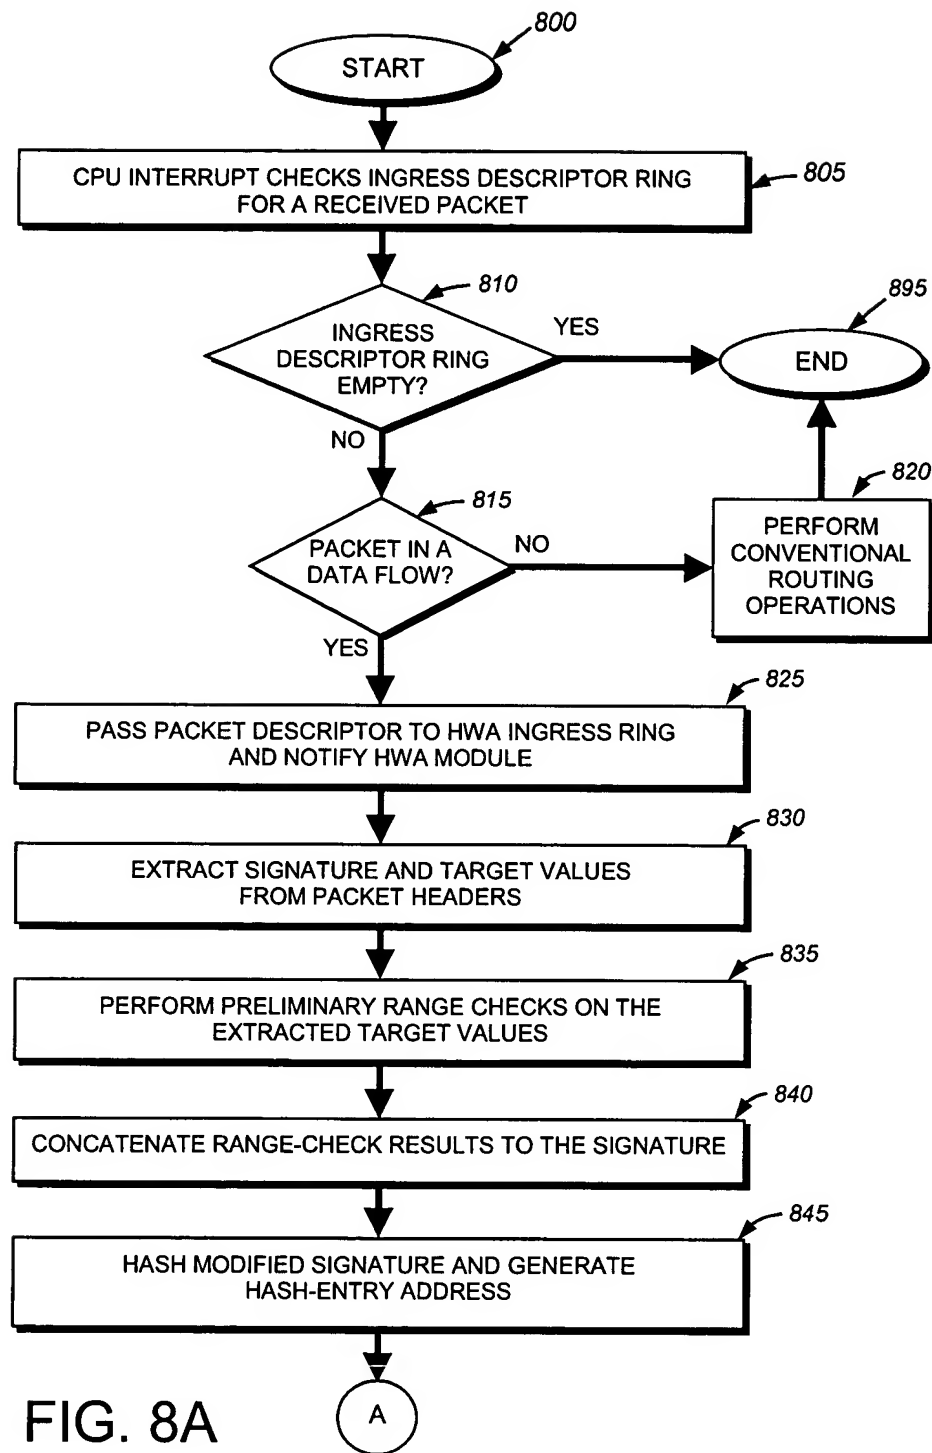 800
START
CPU INTERRUPT CHECKS INGRESS DESCRIPTOR RING
FOR A RECEIVED PACKET
805
810
INGRESS
DESCRIPTOR RING
EMPTY?
YES
895
END
NO
815
PACKET IN A
DATA FLOW?
NO
820
PERFORM
CONVENTIONAL
ROUTING
OPERATIONS
YES
825
PASS PACKET DESCRIPTOR TO HWA INGRESS RING
AND NOTIFY HWA MODULE
830
EXTRACT SIGNATURE AND TARGET VALUES
FROM PACKET HEADERS
835
PERFORM PRELIMINARY RANGE CHECKS ON THE
EXTRACTED TARGET VALUES
840
CONCATENATE RANGE-CHECK RESULTS TO THE SIGNATURE
845
HASH MODIFIED SIGNATURE AND GENERATE
HASH-ENTRY ADDRESS
A
FIG. 8A